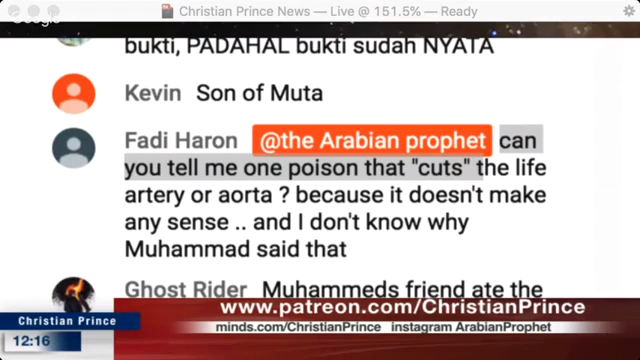 Christian Prince News — Live @ 151.5% — Ready
Google
bukti, PADAHAL bukti sudah NYATA
Kevin Son of Muta
Fadi Haron @the Arabian prophet can
you tell me one poison that "cuts" the life
artery or aorta ? because it doesn't make
any sense .. and I don't know why
Muhammad said that
Ghost Rider Muhammeds friend ate the
www.patreon.com/ChristianPrince
Christian Prince
minds.com/ChristianPrince instagram ArabianProphet
12:16